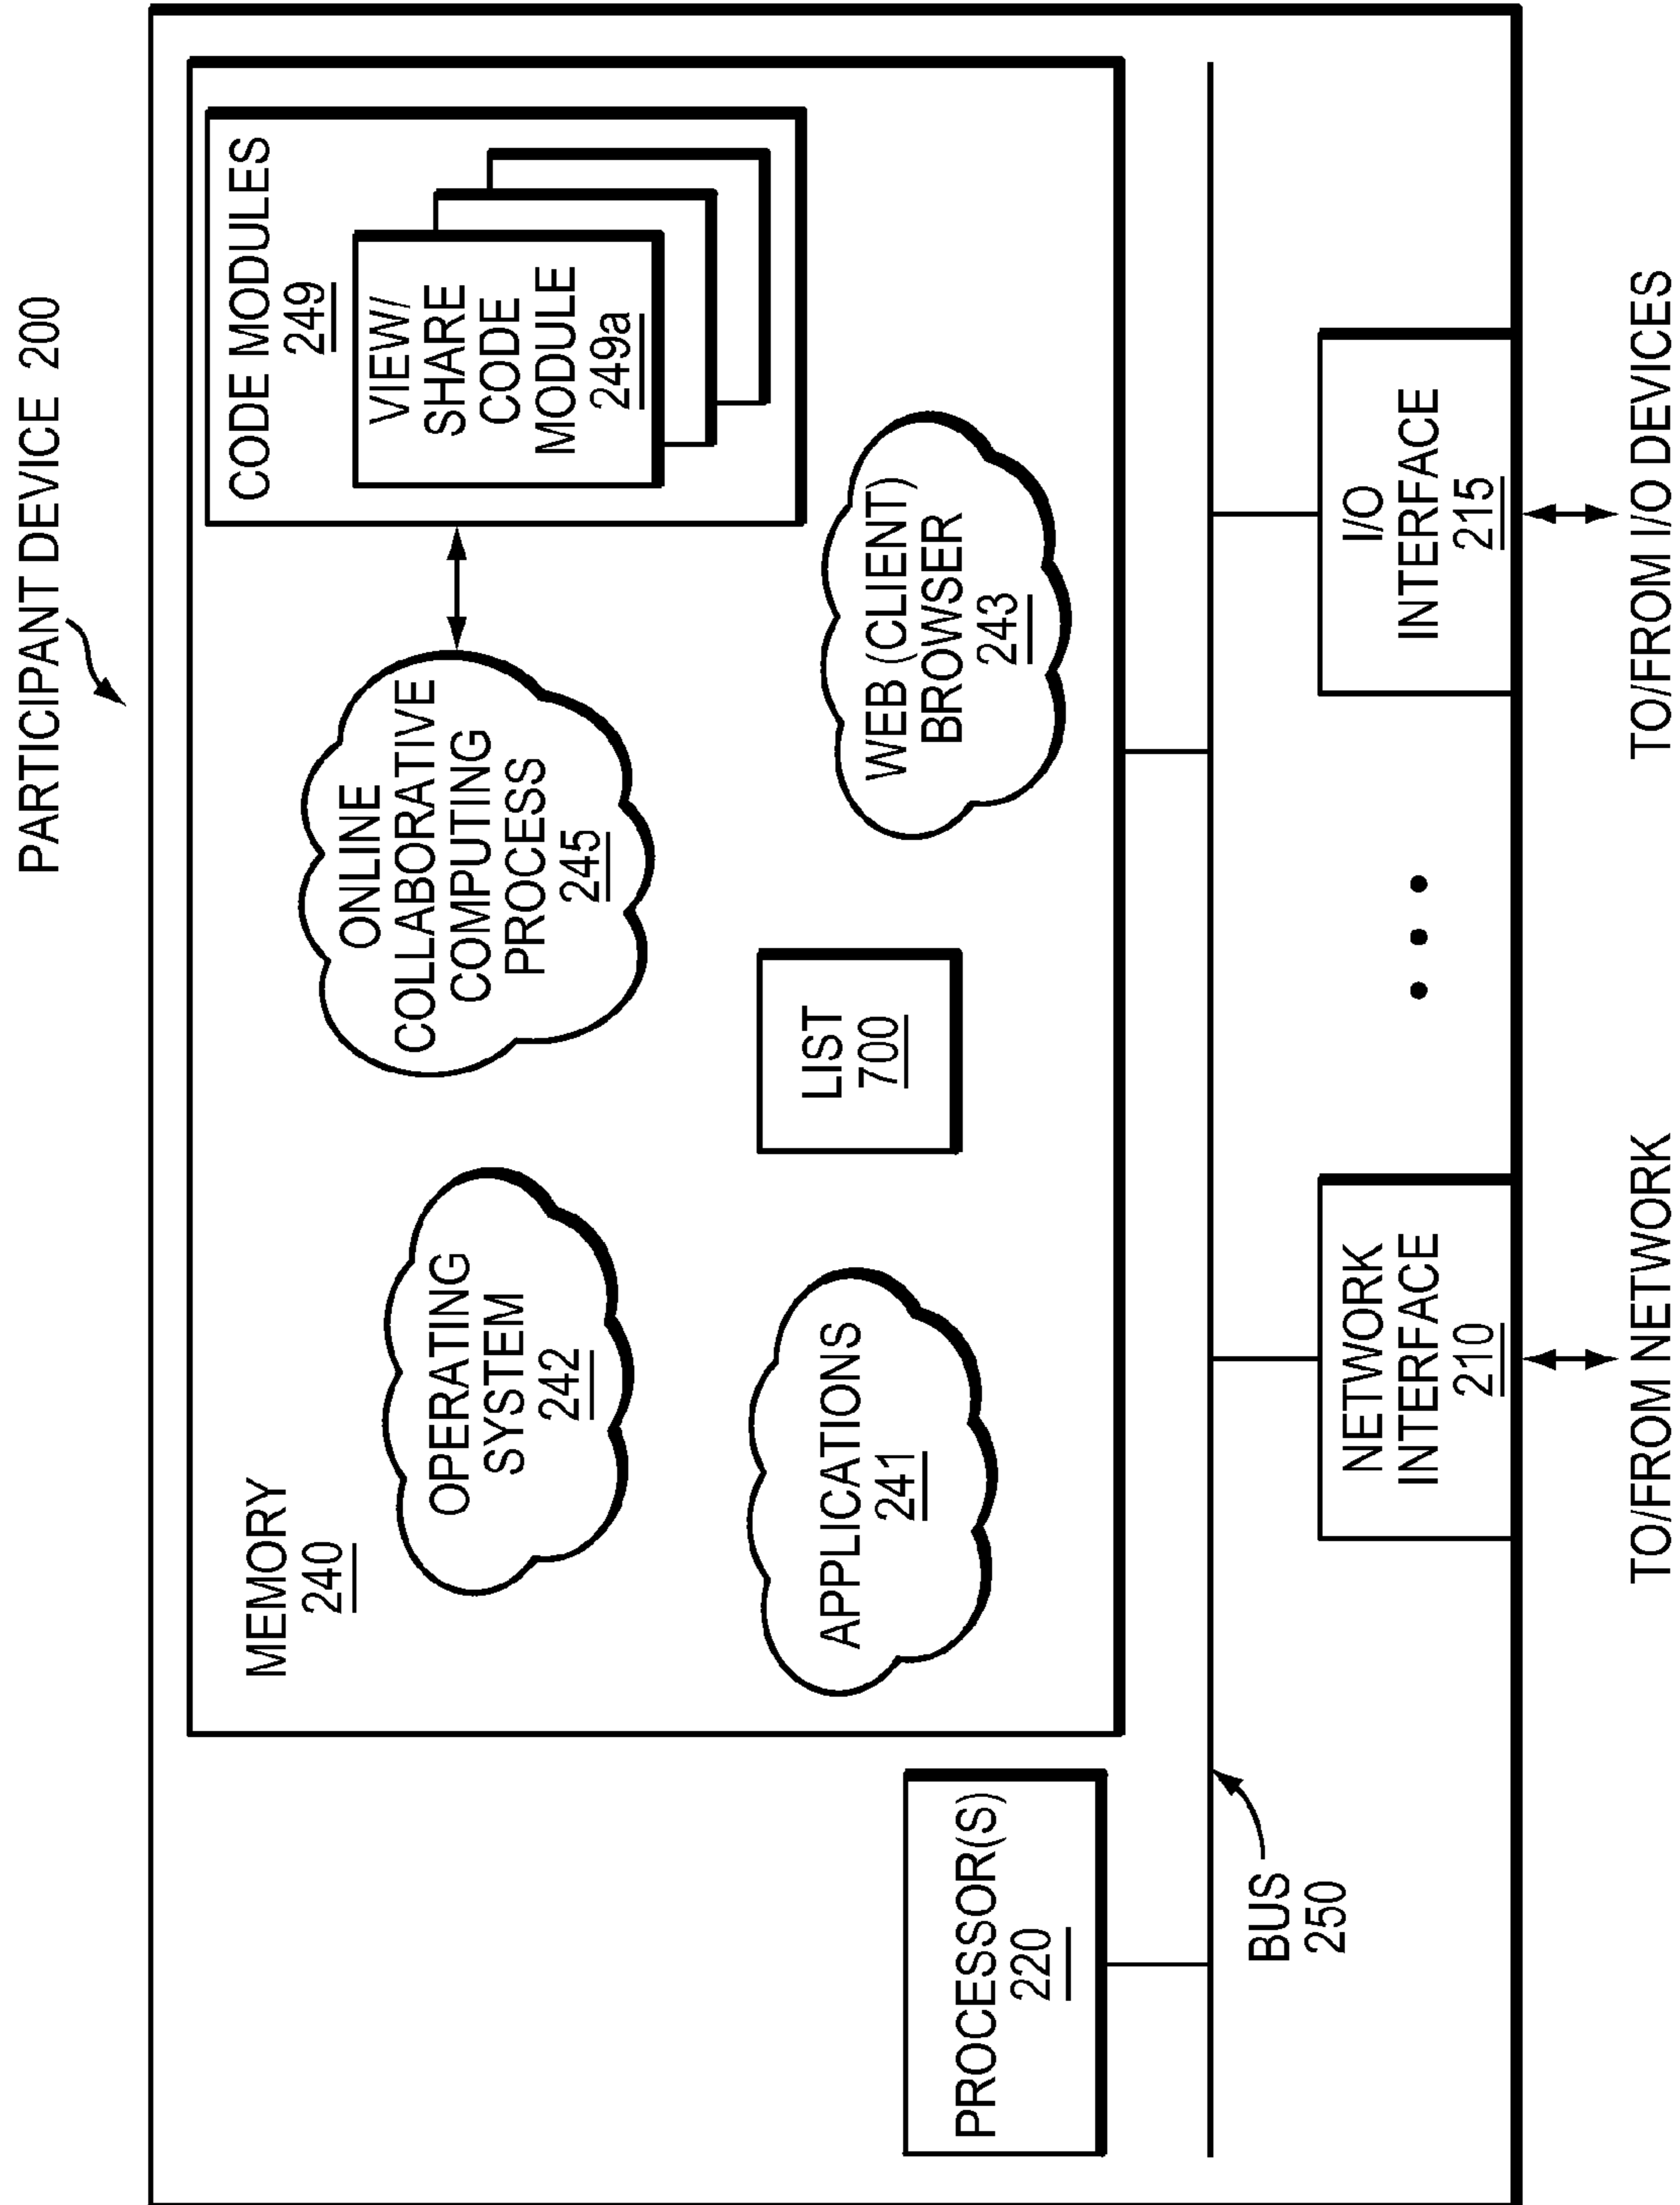 PARTICIPANT DEVICE 200
MEMORY
240
OPERATING
SYSTEM
242
ONLINE
COLLABORATIVE
COMPUTING
PROCESS
245
CODE MODULES
249
VIEW/
SHARE
CODE
MODULE
249a
APPLICATIONS
241
LIST
700
WEB (CLIENT)
BROWSER
243
PROCESSOR(S)
220
BUS
250
NETWORK
INTERFACE
210
I/O
INTERFACE
215
TO/FROM NETWORK
TO/FROM I/O DEVICES